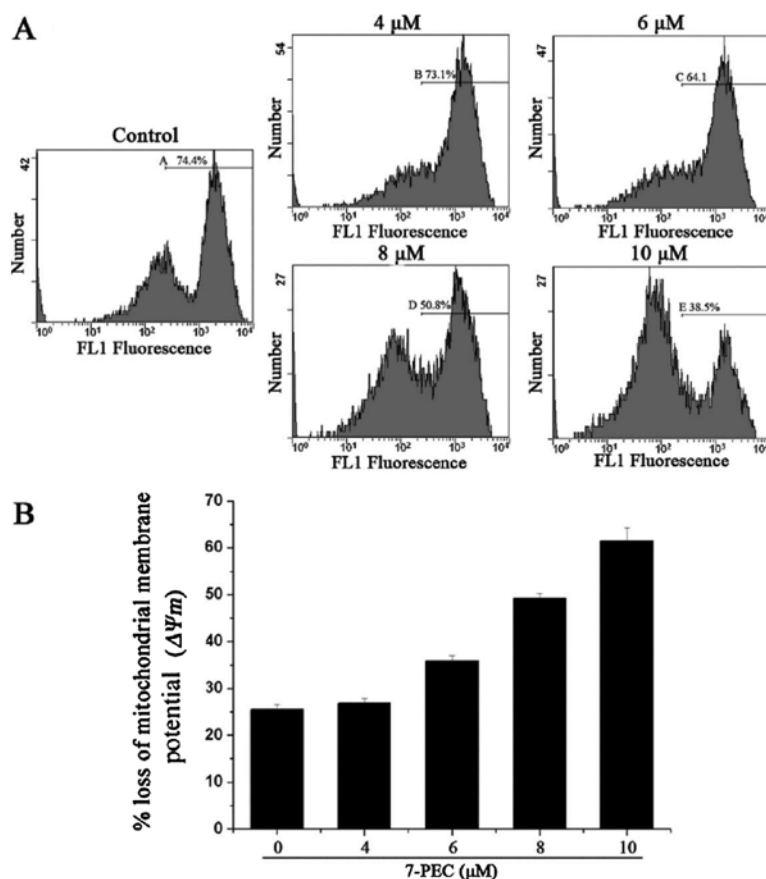 A
Control
42
Number
A 74.4%
10⁰ 10¹ 10² 10³ 10⁴
FL1 Fluorescence
4 μM
54
Number
B 73.1%
10⁰ 10¹ 10² 10³ 10⁴
FL1 Fluorescence
6 μM
47
Number
C 64.1
10⁰ 10¹ 10² 10³ 10⁴
FL1 Fluorescence
8 μM
27
Number
D 50.8%
10⁰ 10¹ 10² 10³ 10⁴
FL1 Fluorescence
10 μM
27
Number
E 38.5%
10⁰ 10¹ 10² 10³ 10⁴
FL1 Fluorescence
B
% loss of mitochondrial membrane
potential (ΔΨm)
70
60
50
40
30
20
10
0
0 4 6 8 10
7-PEC (μM)